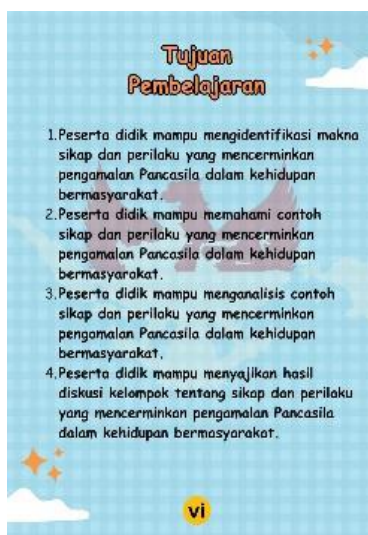 Tujuan
Pembelajaran
1.Peserta didik mampu mengidentifikasi makna
sikap dan perilaku yang mencerminkan
pengamalan Pancasila dalam kehidupan
bermasyarakat.
2.Peserta didik mampu memahami contoh
sikap dan perilaku yang mencerminkan
pengamalan Pancasila dalam kehidupan
bermasyarakat.
3.Peserta didik mampu menganalisis contoh
sikap dan perilaku yang mencerminkan
pengamalan Pancasila dalam kehidupan
bermasyarakat.
4.Peserta didik mampu menyajikan hasil
diskusi kelompok tentang sikap dan perilaku
yang mencerminkan pengamalan Pancasila
dalam kehidupan bermasyarakat.
vi